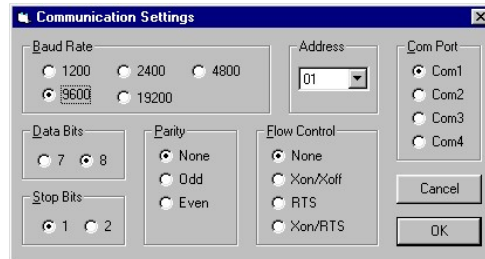 Communication Settings
Baud Rate
1200 2400 4800
9600 19200
Address
01
Com Port
Com1
Com2
Com3
Com4
Data Bits
7 8
Stop Bits
1 2
Parity
None
Odd
Even
Flow Control
None
Xon/Xoff
RTS
Xon/RTS
Cancel
OK